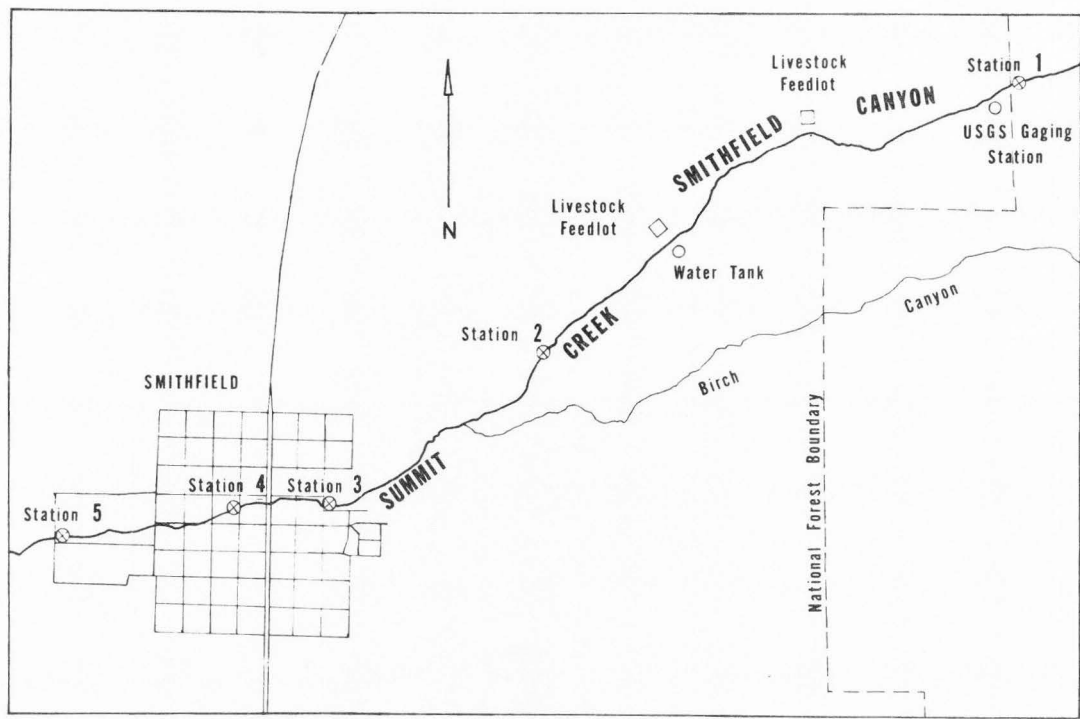 Station 1
Livestock
Feedlot
CANYON
USGS Gaging
Station
SMITHFIELD
Livestock
Feedlot
N
Water Tank
Canyon
Station 2
CREEK
Birch
SMITHFIELD
National Forest Boundary
SUMMIT
Station 4
Station 3
Station 5